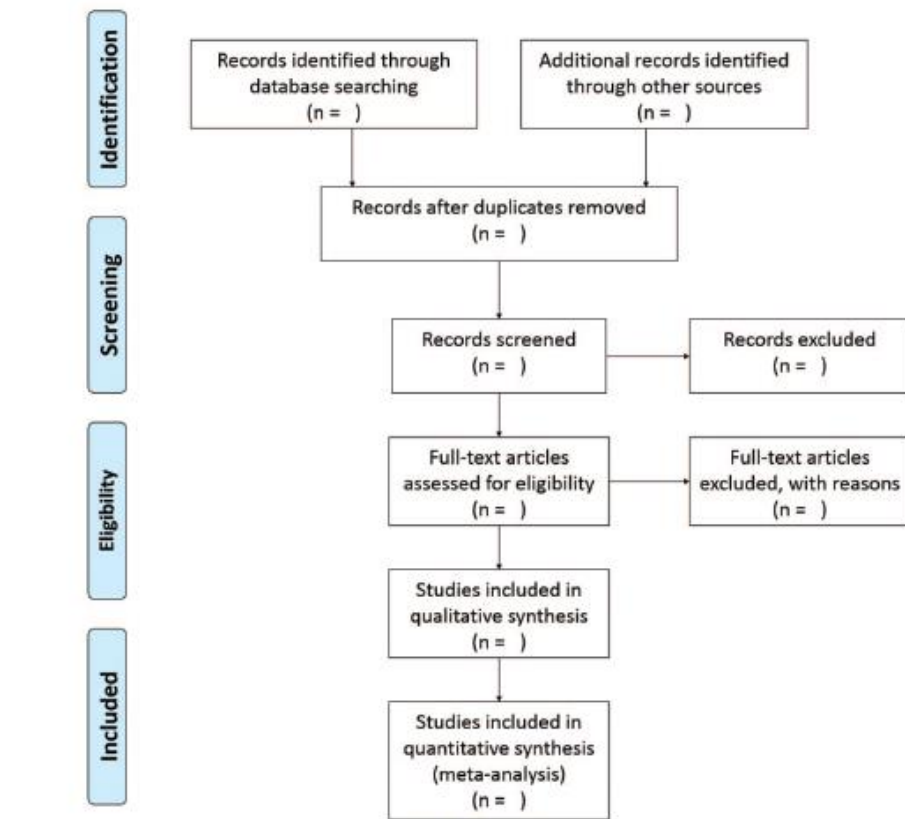 Identification
Records identified through
database searching
(n =   )
Additional records identified
through other sources
(n =   )
Records after duplicates removed
(n =   )
Screening
Records screened
(n =   )
Records excluded
(n =   )
Eligibility
Full-text articles
assessed for eligibility
(n =   )
Full-text articles
excluded, with reasons
(n =   )
Studies included in
qualitative synthesis
(n =   )
Included
Studies included in
quantitative synthesis
(meta-analysis)
(n =   )